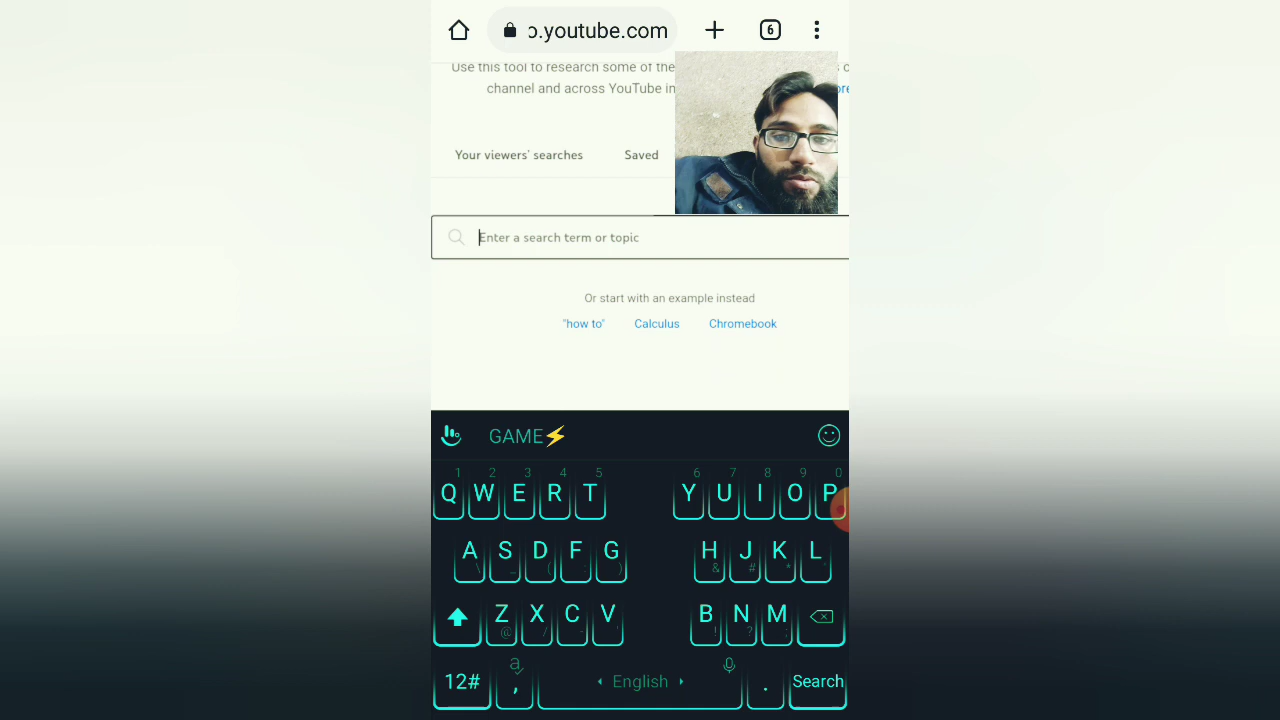 o.youtube.com + 6
Use this tool to research some of the
channel and across YouTube in
Your viewers' searches Saved
Enter a search term or topic
Or start with an example instead
"how to" Calculus Chromebook
GAME⚡
1 2 3 4 5 6 7 8 9 0
Q W E R T Y U I O P
A S D F G H J K L
\ _ ( : ) & # *
Z X C V B N M
@ / - ' ! ? ;
12# , English . Search